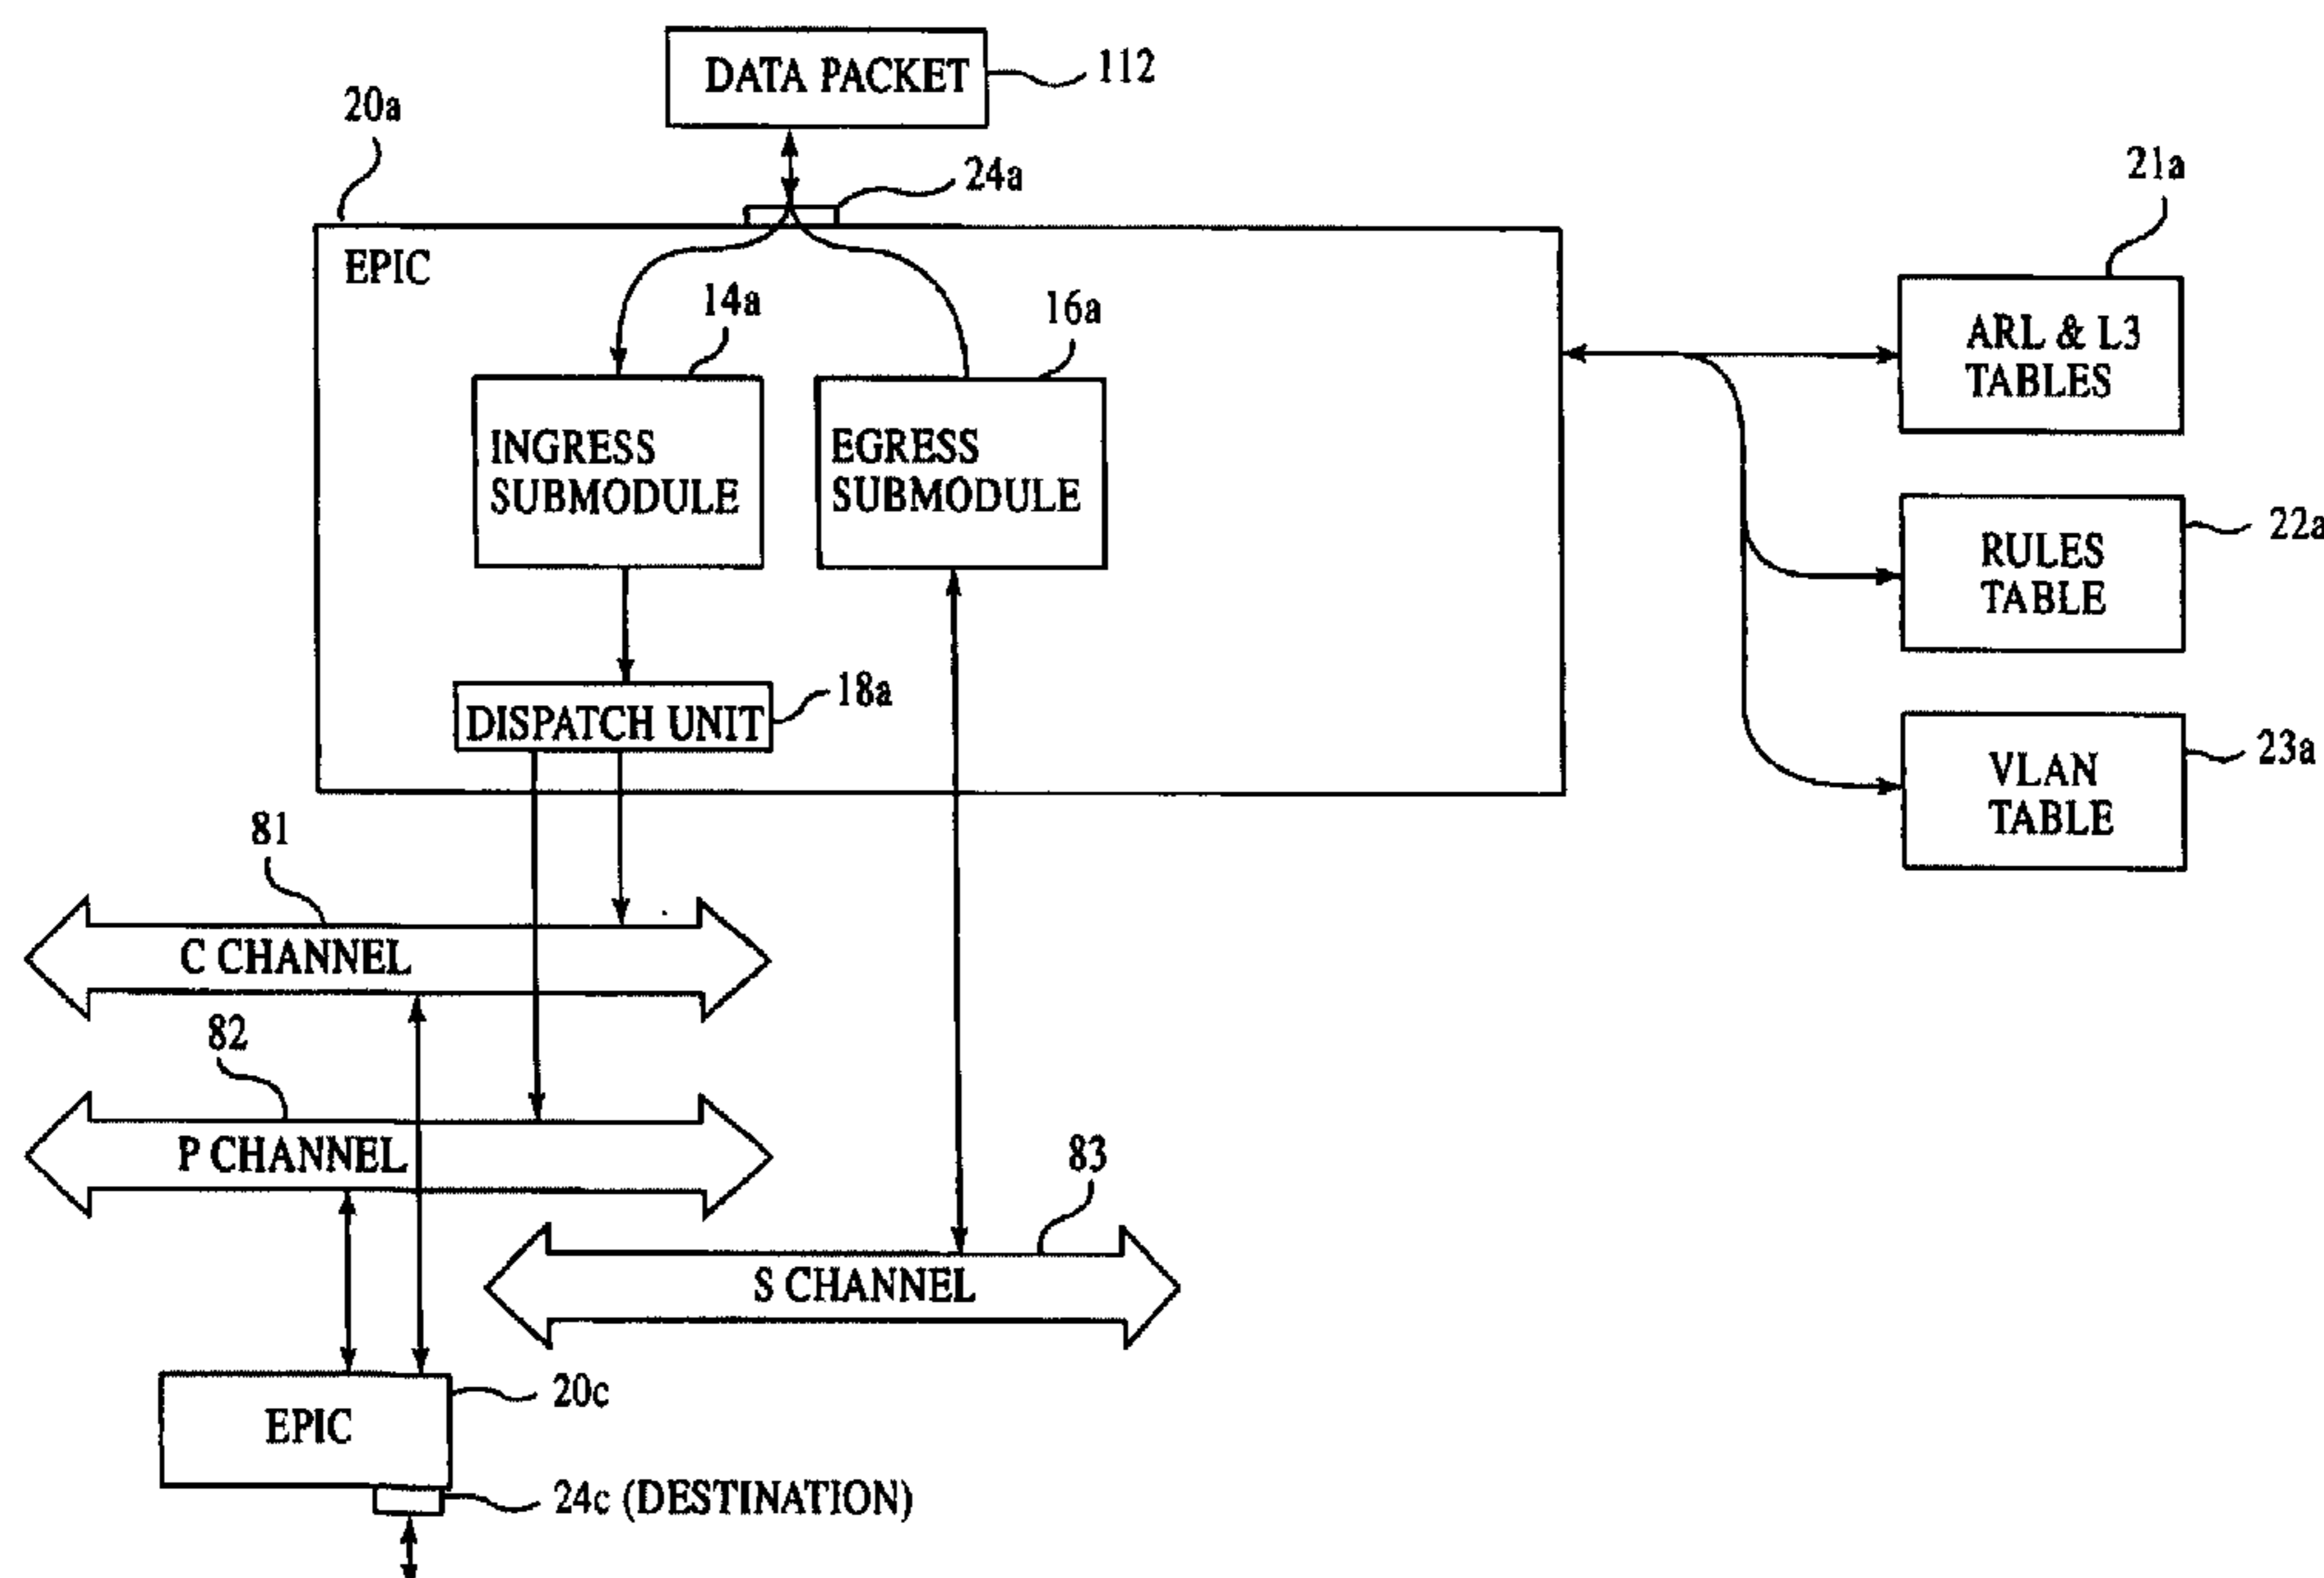 DATA PACKET
112
20a
24a
21a
EPIC
14a
16a
ARL & L3
TABLES
INGRESS
SUBMODULE
EGRESS
SUBMODULE
22a
RULES
TABLE
18a
DISPATCH UNIT
23a
VLAN
TABLE
81
C CHANNEL
82
P CHANNEL
83
S CHANNEL
20c
EPIC
24c (DESTINATION)